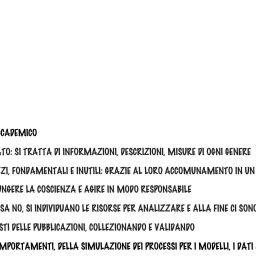 CADEMICO
TO: SI TRATTA DI INFORMAZIONI, DESCRIZIONI, MISURE DI OGNI GENERE
ZI, FONDAMENTALI E INUTILI: GRAZIE AL LORO ACCOMUNAMENTO IN UN
NGERE LA COSCIENZA E AGIRE IN MODO RESPONSABILE
SA NO, SI INDIVIDUANO LE RISORSE PER ANALIZZARE E ALLA FINE CI SONO
STI DELLE PUBBLICAZIONI, COLLEZIONANDO E VALIDANDO
MPORTAMENTI, DELLA SIMULAZIONE DEI PROCESSI PER I MODELLI, I DATI